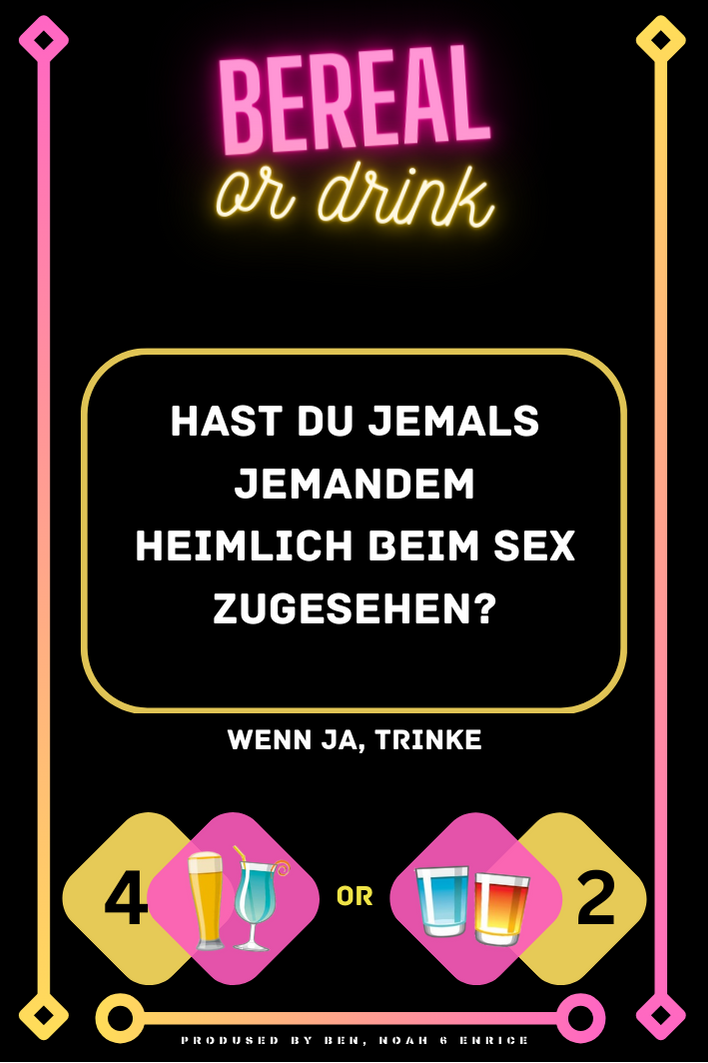 BEREAL
or drink
HAST DU JEMALS
JEMANDEM
HEIMLICH BEIM SEX
ZUGESEHEN?
WENN JA, TRINKE
4 OR 2
PRODUSED BY BEN, NOAH & ENRICE